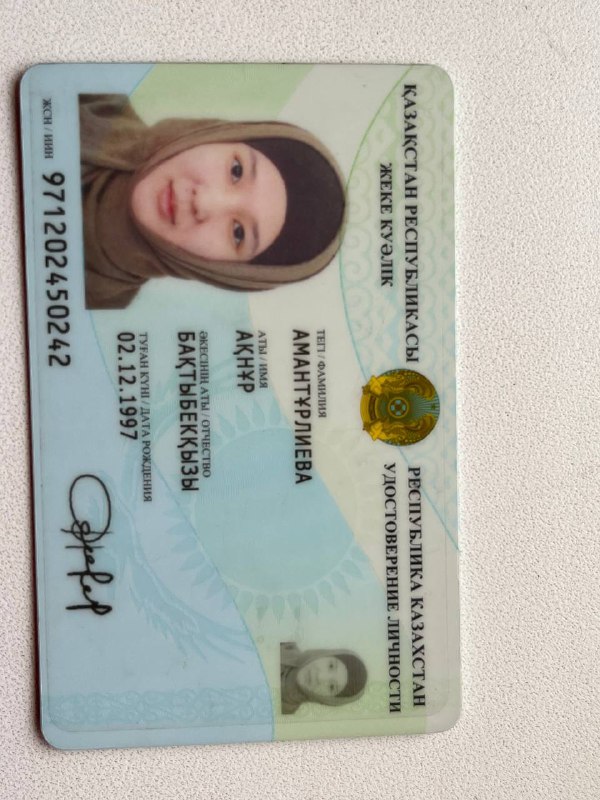 ҚАЗАҚСТАН РЕСПУБЛИКАСЫ
ЖЕКЕ КУӘЛІК
РЕСПУБЛИКА КАЗАХСТАН
УДОСТОВЕРЕНИЕ ЛИЧНОСТИ
ТЕГІ / ФАМИЛИЯ
АМАНТҰРЛИЕВА
АТЫ / ИМЯ
АҚНҰР
ӘКЕСІНІҢ АТЫ / ОТЧЕСТВО
БАҚТЫБЕКҚЫЗЫ
ТУҒАН КҮНІ / ДАТА РОЖДЕНИЯ
02.12.1997
ЖСН / ИИН 971202450242